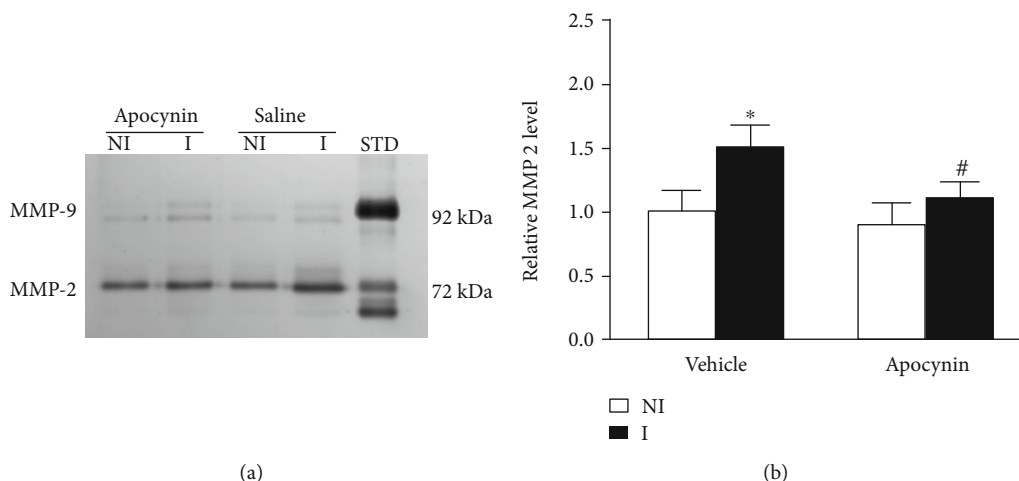 Apocynin Saline
NI I NI I STD
MMP-9
92 kDa
MMP-2
72 kDa
(a)
2.5
2.0
1.5
1.0
0.5
0.0
Relative MMP 2 level
*
#
Vehicle Apocynin
NI
I
(b)